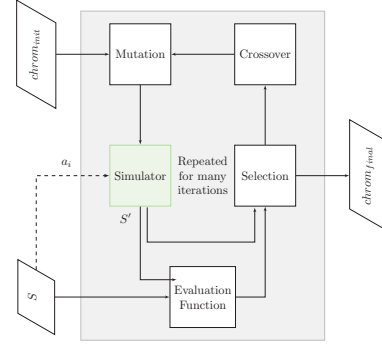 chrom_init
Mutation
Crossover
a_i
Simulator
Repeated
for many
iterations
Selection
chrom_final
S′
S
Evaluation
Function